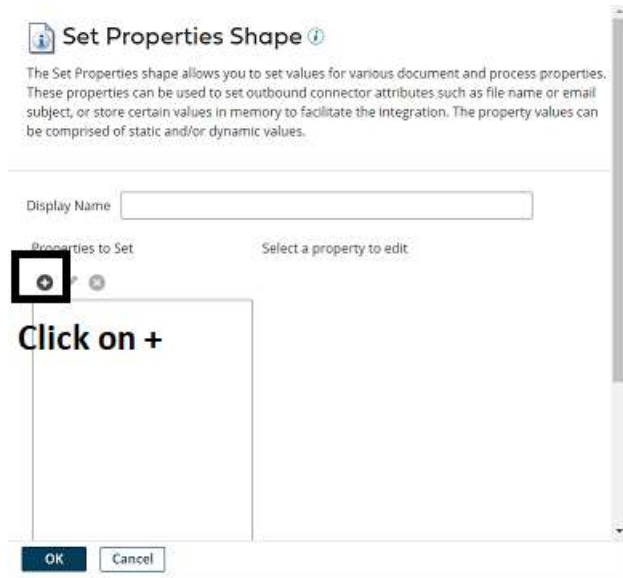 Set Properties Shape
The Set Properties shape allows you to set values for various document and process properties.
These properties can be used to set outbound connector attributes such as file name or email
subject, or store certain values in memory to facilitate the integration. The property values can
be comprised of static and/or dynamic values.
Display Name
Properties to Set
Select a property to edit
Click on +
OK
Cancel